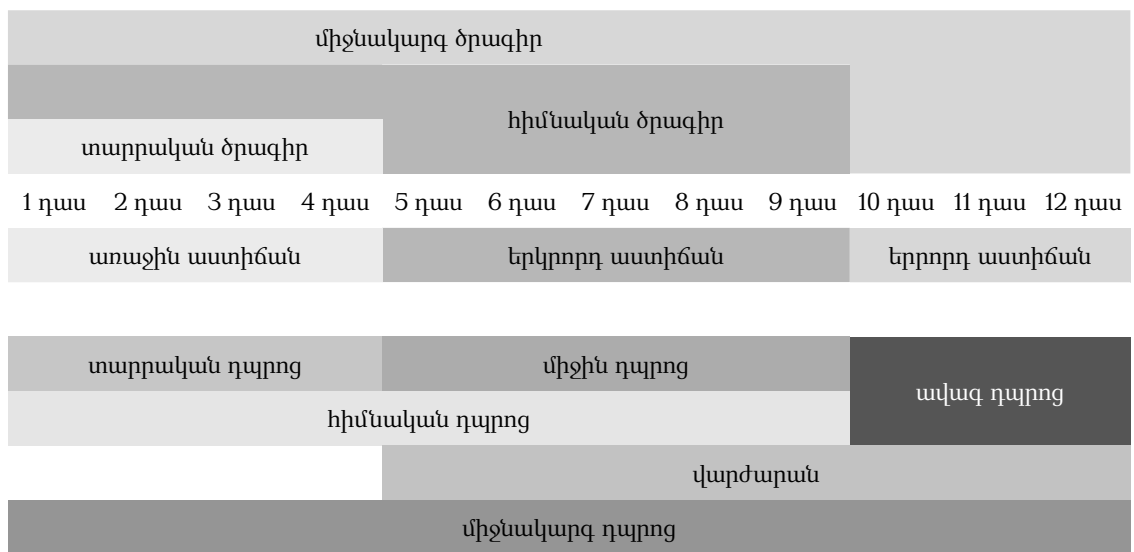 միջնակարգ ծրագիր
հիմնական ծրագիր
տարրական ծրագիր
1 դաս 2 դաս 3 դաս 4 դաս 5 դաս 6 դաս 7 դաս 8 դաս 9 դաս 10 դաս 11 դաս 12 դաս
առաջին աստիճան երկրորդ աստիճան երրորդ աստիճան
տարրական դպրոց միջին դպրոց
ավագ դպրոց
հիմնական դպրոց
վարժարան
միջնակարգ դպրոց